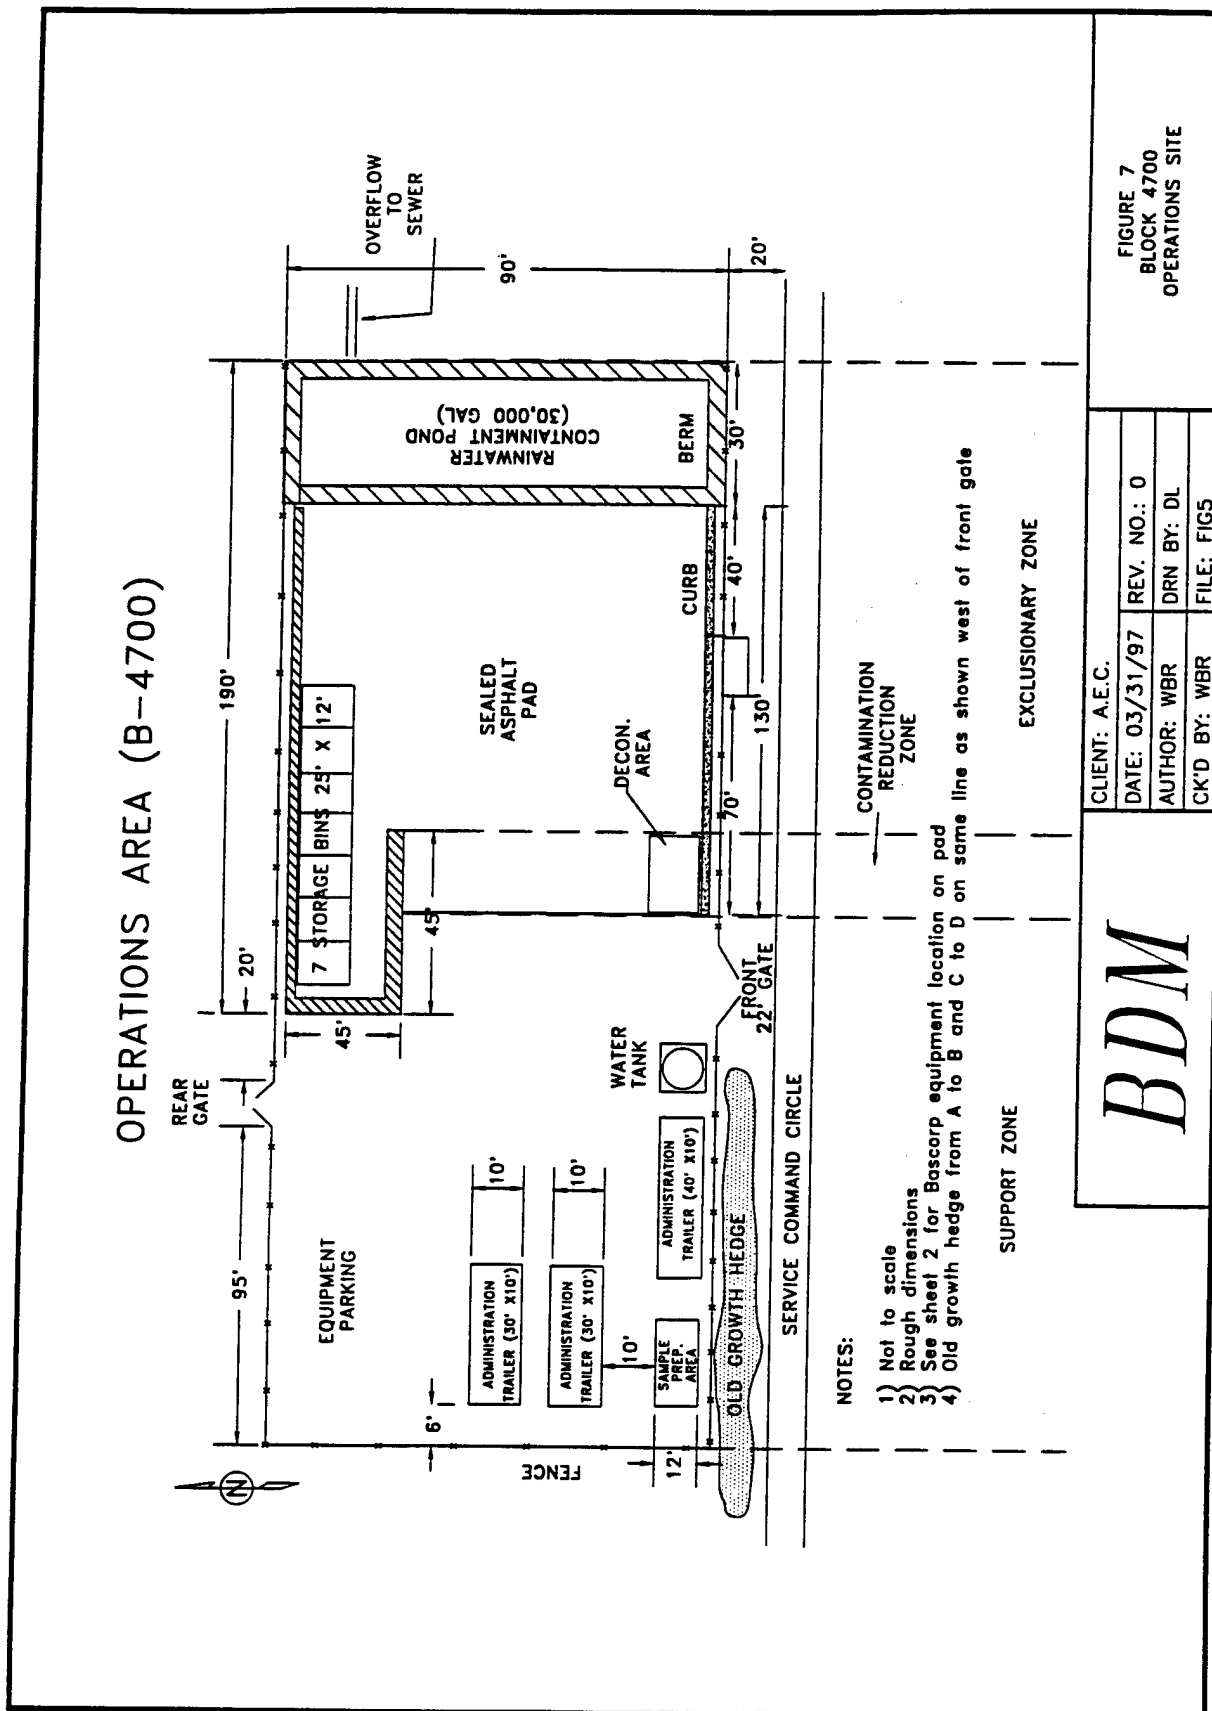 OPERATIONS AREA (B-4700)
N
95'
REAR
GATE
20'
190'
OVERFLOW
TO
SEWER
EQUIPMENT
PARKING
45'
7 STORAGE BINS 25' X 12'
45'
90'
6'
FENCE
ADMINISTRATION
TRAILER (30' X10')
10'
ADMINISTRATION
TRAILER (30' X10')
10'
10'
SEALED
ASPHALT
PAD
RAINWATER
CONTAINMENT POND
(30,000 GAL)
BERM
12'
SAMPLE
PREP.
AREA
ADMINISTRATION
TRAILER (40' X10')
WATER
TANK
DECON.
AREA
CURB
OLD GROWTH HEDGE
FRONT
22' GATE
70'
40'
30'
130'
20'
SERVICE COMMAND CIRCLE
NOTES:
1) Not to scale
2) Rough dimensions
3) See sheet 2 for Bascorp equipment location on pad
4) Old growth hedge from A to B and C to D on same line as shown west of front gate
CONTAMINATION
REDUCTION
ZONE
SUPPORT ZONE
EXCLUSIONARY ZONE
BDM
CLIENT: A.E.C.
DATE: 03/31/97 REV. NO.: 0
AUTHOR: WBR DRN BY: DL
CK'D BY: WBR FILE: FIG5
FIGURE 7
BLOCK 4700
OPERATIONS SITE